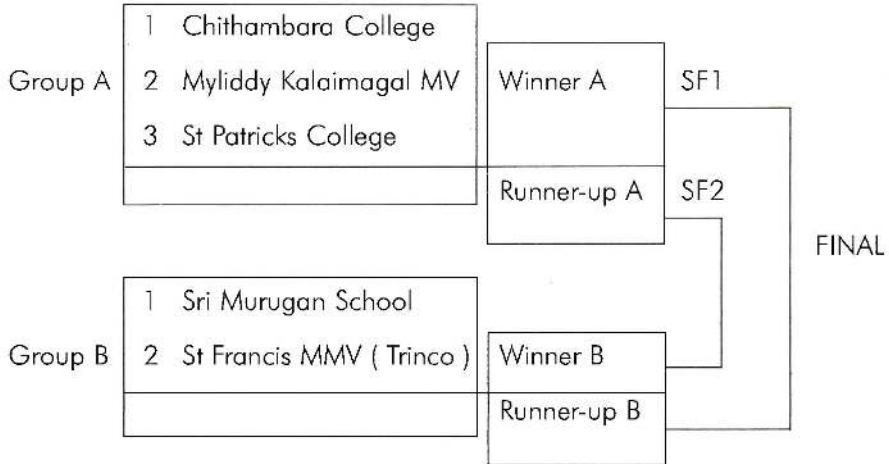 1 Chithambara College
Group A 2 Myliddy Kalaimagal MV Winner A SF1
3 St Patricks College
Runner-up A SF2
FINAL
1 Sri Murugan School
Group B 2 St Francis MMV ( Trinco ) Winner B
Runner-up B